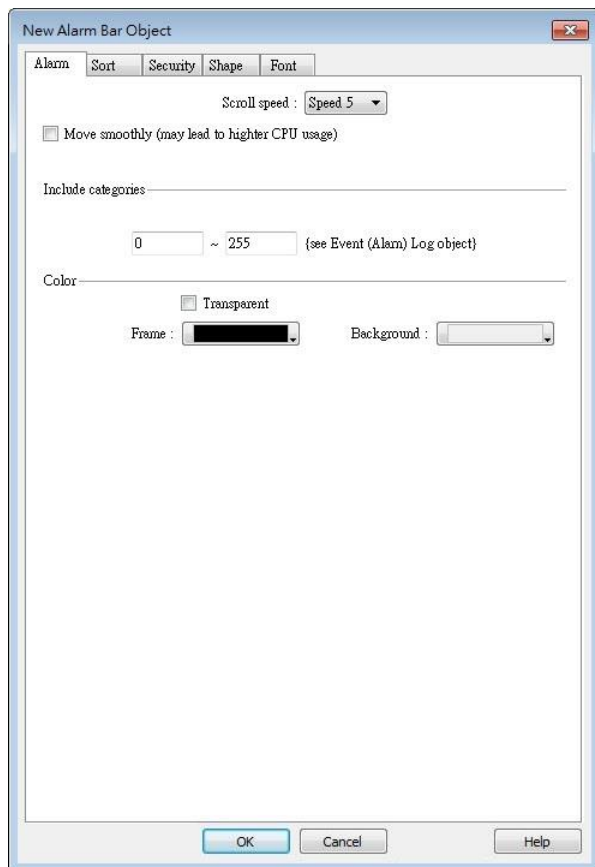 New Alarm Bar Object
Alarm Sort Security Shape Font
Scroll speed : Speed 5
Move smoothly (may lead to highter CPU usage)
Include categories
0 ~ 255 {see Event (Alarm) Log object}
Color
Transparent
Frame : Background :
OK Cancel Help